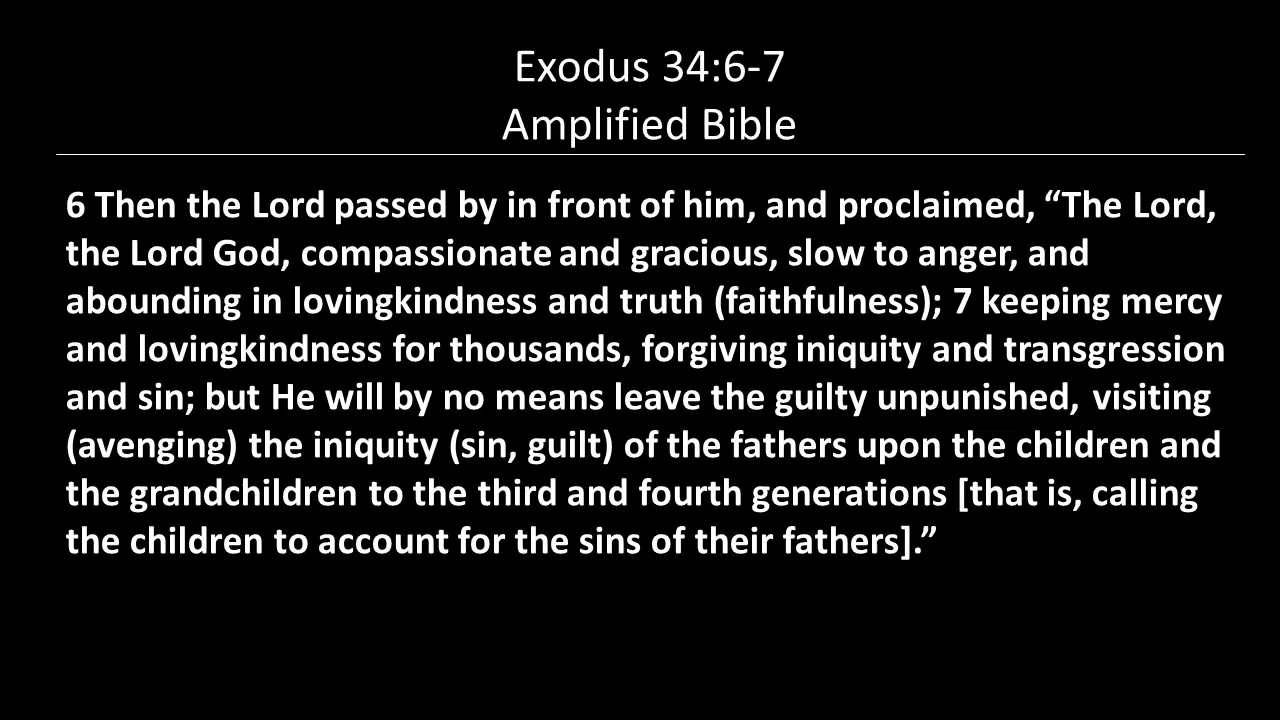 Exodus 34:6-7
Amplified Bible
6 Then the Lord passed by in front of him, and proclaimed, “The Lord,
the Lord God, compassionate and gracious, slow to anger, and
abounding in lovingkindness and truth (faithfulness); 7 keeping mercy
and lovingkindness for thousands, forgiving iniquity and transgression
and sin; but He will by no means leave the guilty unpunished, visiting
(avenging) the iniquity (sin, guilt) of the fathers upon the children and
the grandchildren to the third and fourth generations [that is, calling
the children to account for the sins of their fathers].”